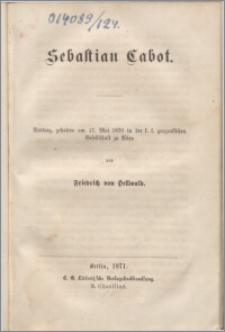 014089/124.
Sebastian Cabot.
Vortrag, gehalten am 17. Mai 1870 in der k. k. geografischen
Gesellschaft zu Wien
von
Friedrich von Hellwald.
Berlin, 1871.
C. G. Lüderitz'sche Verlagsbuchhandlung.
A. Charisius.